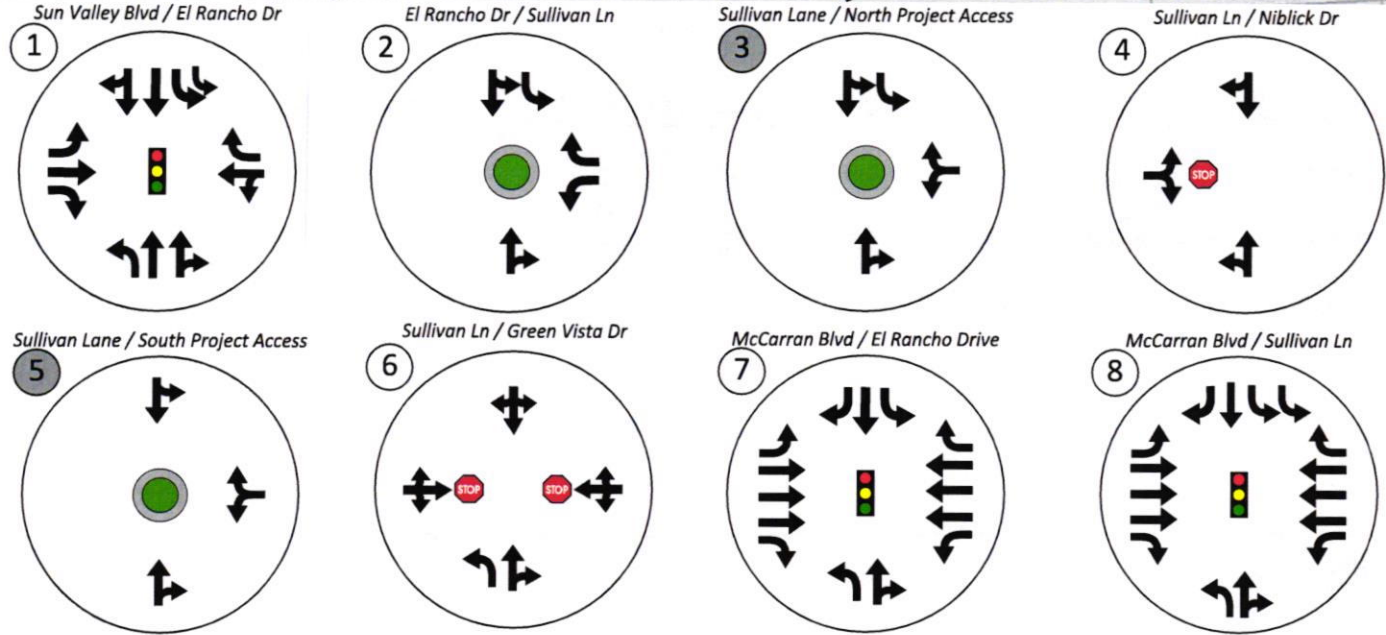 Sun Valley Blvd / El Rancho Dr
1
El Rancho Dr / Sullivan Ln
2
Sullivan Lane / North Project Access
3
Sullivan Ln / Niblick Dr
4
STOP
Sullivan Lane / South Project Access
5
Sullivan Ln / Green Vista Dr
6
STOP
STOP
McCarran Blvd / El Rancho Drive
7
McCarran Blvd / Sullivan Ln
8